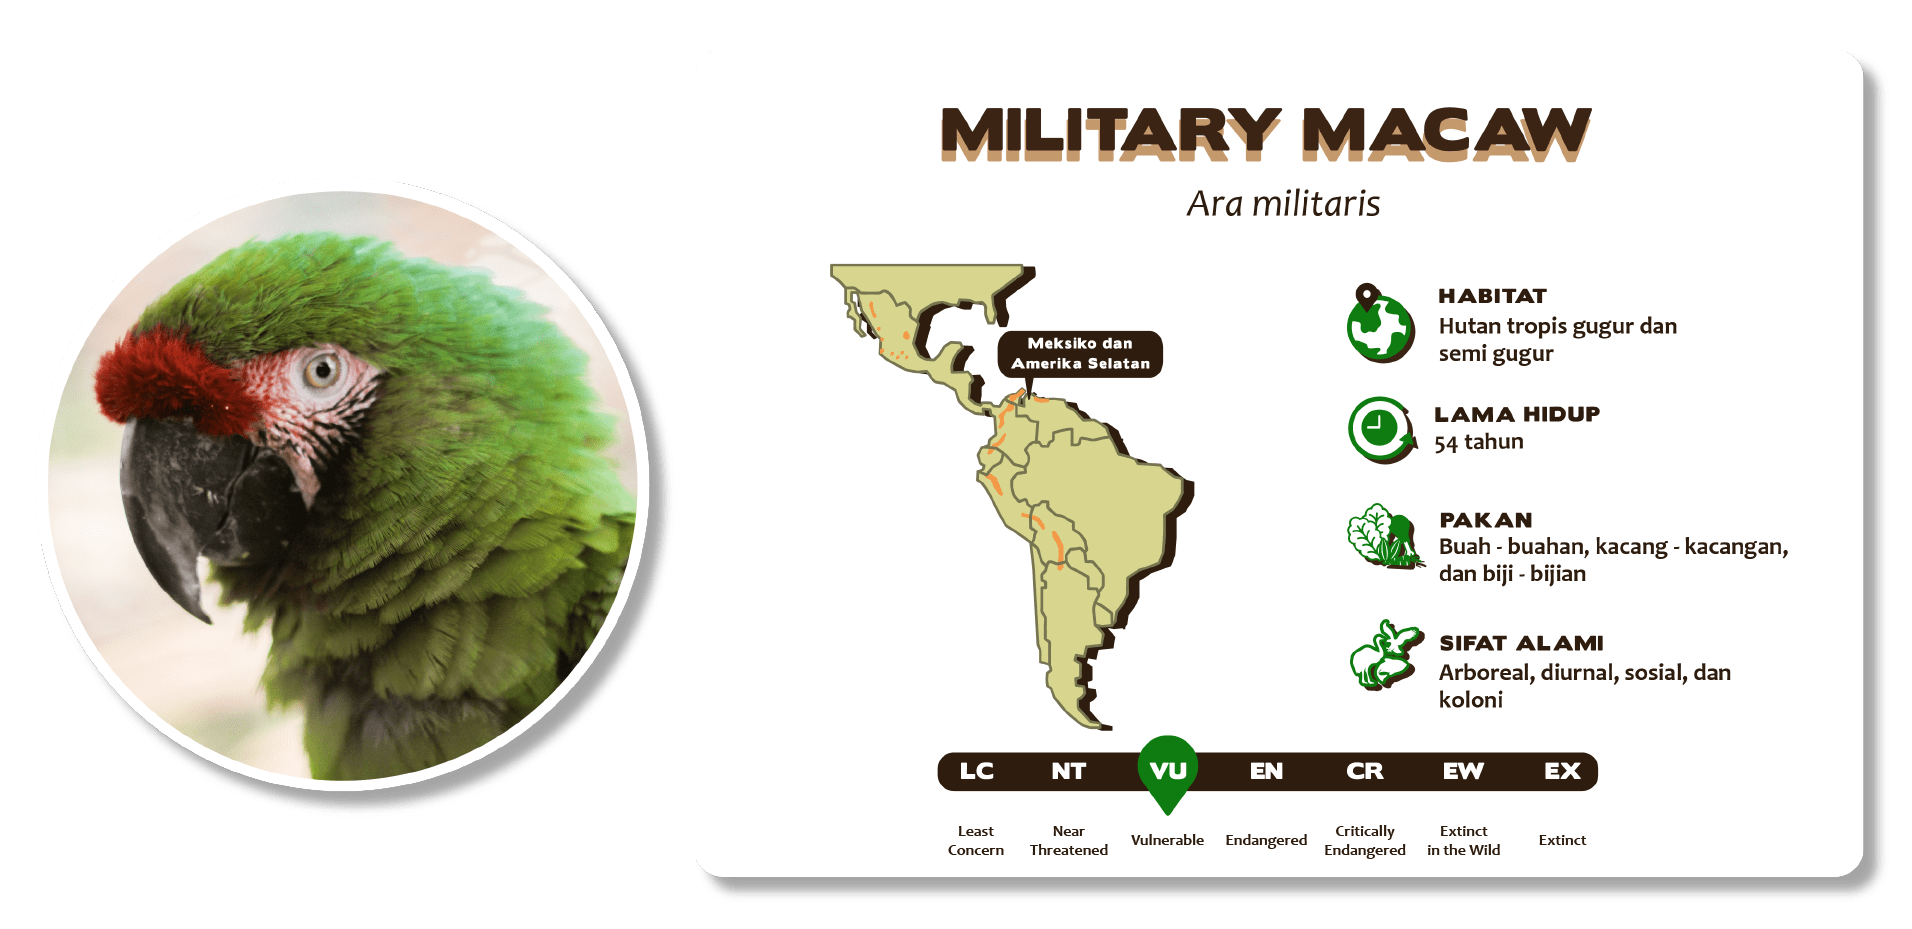 MILITARY MACAW
Ara militaris
Meksiko dan
Amerika Selatan
HABITAT
Hutan tropis gugur dan
semi gugur
LAMA HIDUP
54 tahun
PAKAN
Buah - buahan, kacang - kacangan,
dan biji - bijian
SIFAT ALAMI
Arboreal, diurnal, sosial, dan
koloni
LC NT VU EN CR EW EX
Least
Concern
Near
Threatened
Vulnerable
Endangered
Critically
Endangered
Extinct
in the Wild
Extinct